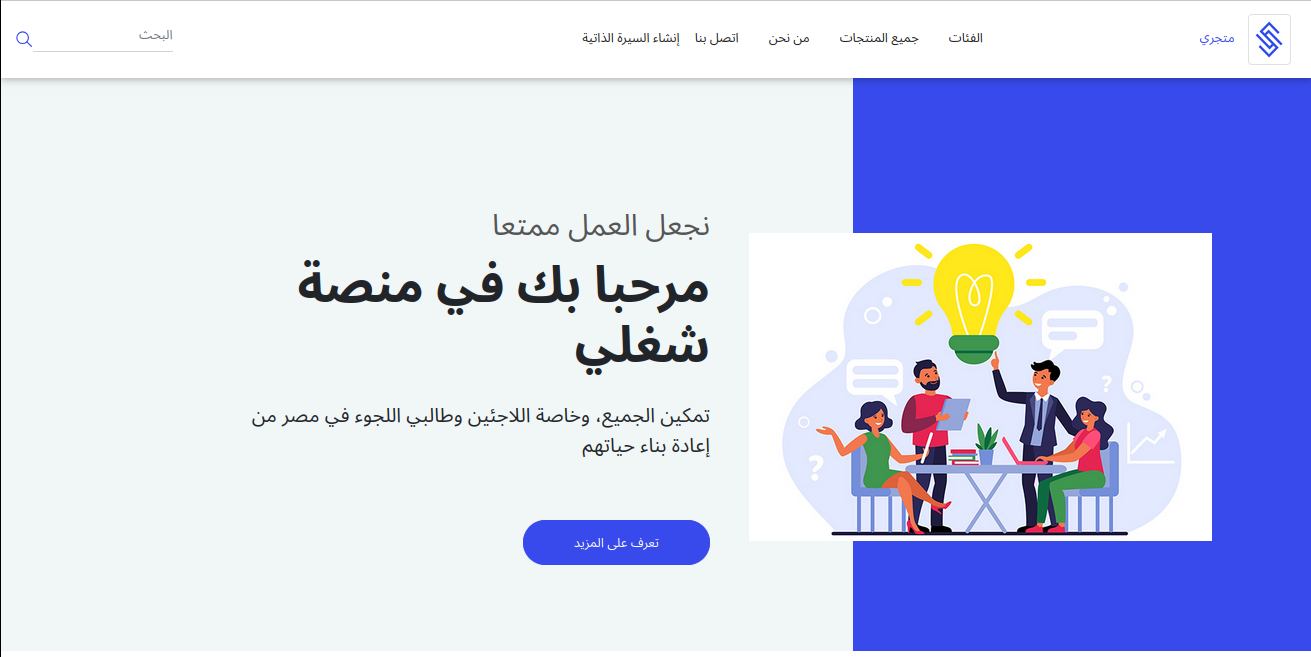 متجري
الفئات
جميع المنتجات
من نحن
اتصل بنا
إنشاء السيرة الذاتية
البحث
نجعل العمل ممتعا
مرحبا بك في منصة
شغلي
تمكين الجميع، وخاصة اللاجئين وطالبي اللجوء في مصر من
إعادة بناء حياتهم
تعرف على المزيد
? ?